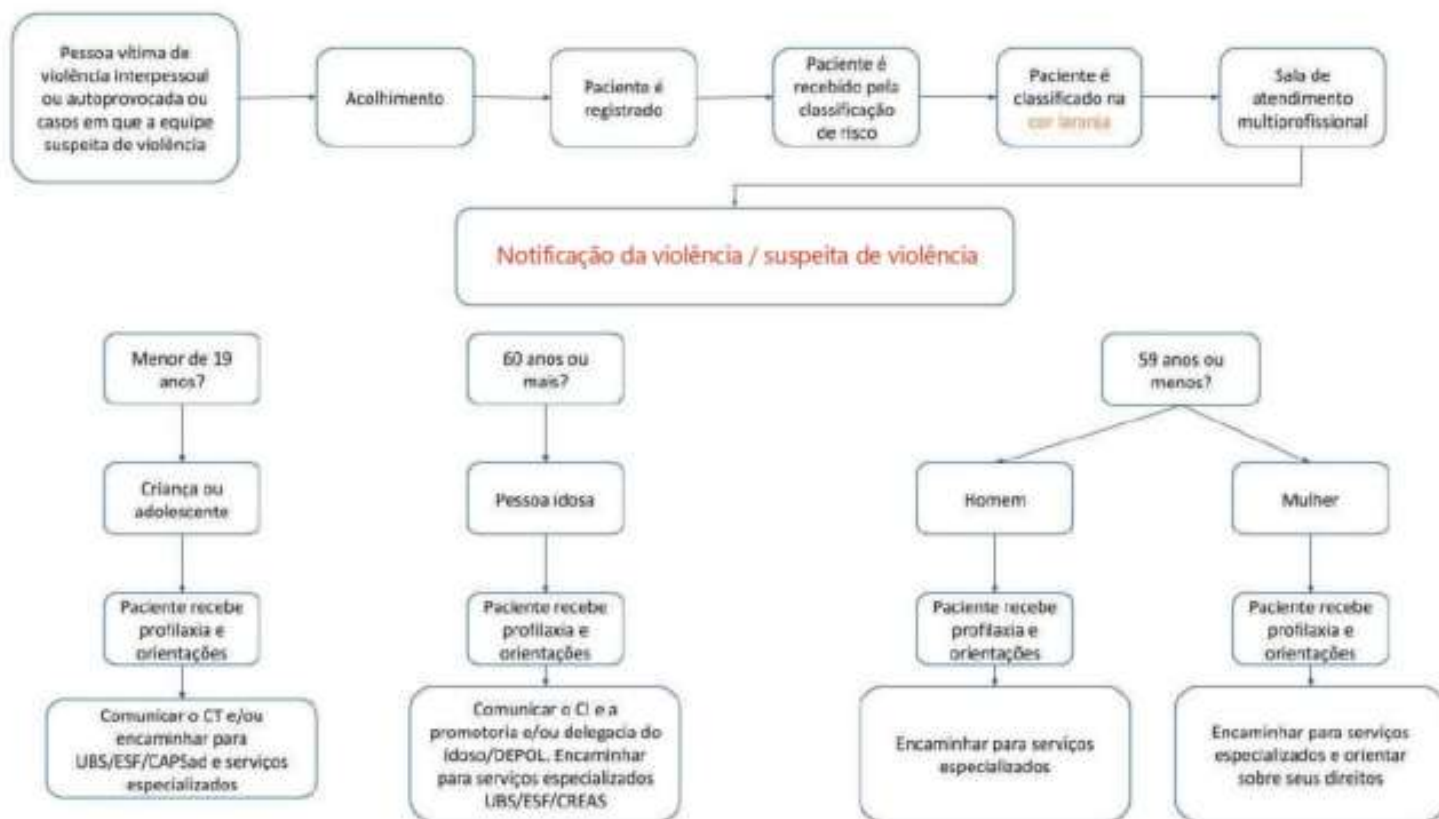 Pessoa vítima de
violência interpessoal
ou autoprovocada ou
casos em que a equipe
suspeita de violência
Acolhimento
Paciente é
registrado
Paciente é
recebido pela
classificação
de risco
Paciente é
classificado na
cor laranja
Sala de
atendimento
multiprofissional
Notificação da violência / suspeita de violência
Menor de 19
anos?
60 anos ou
mais?
59 anos ou
menos?
Criança ou
adolescente
Pessoa idosa
Homem
Mulher
Paciente recebe
profilaxia e
orientações
Paciente recebe
profilaxia e
orientações
Paciente recebe
profilaxia e
orientações
Paciente recebe
profilaxia e
orientações
Comunicar o CT e/ou
encaminhar para
UBS/ESF/CAPSad e serviços
especializados
Comunicar o CI e a
promotoria e/ou delegacia do
idoso/DEPOL. Encaminhar
para serviços especializados
UBS/ESF/CREAS
Encaminhar para serviços
especializados
Encaminhar para serviços
especializados e orientar
sobre seus direitos